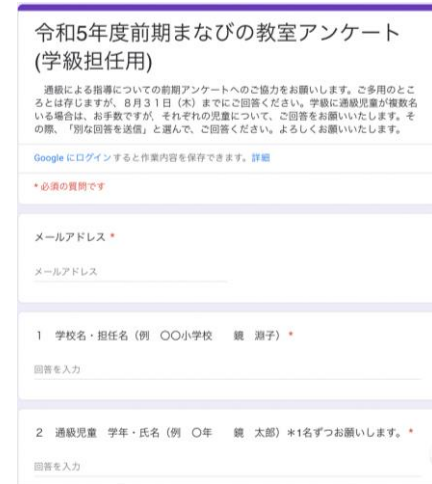 令和5年度前期まなびの教室アンケート
(学級担任用)
通級による指導についての前期アンケートへのご協力をお願いします。ご多用のとこ
ろとは存じますが、8月31日（木）までにご回答ください。学級に通級児童が複数名
いる場合は、お手数ですが、それぞれの児童について、ご回答をお願いいたします。そ
の際、「別な回答を送信」と選んで、ご回答ください。よろしくお願いいたします。
Google にログインすると作業内容を保存できます。詳細
* 必須の質問です
メールアドレス *
メールアドレス
1　学校名・担任名（例　〇〇小学校　　鏡　淵子）*
回答を入力
2　通級児童　学年・氏名（例　〇年　　鏡　太郎）＊1名ずつお願いします。*
回答を入力